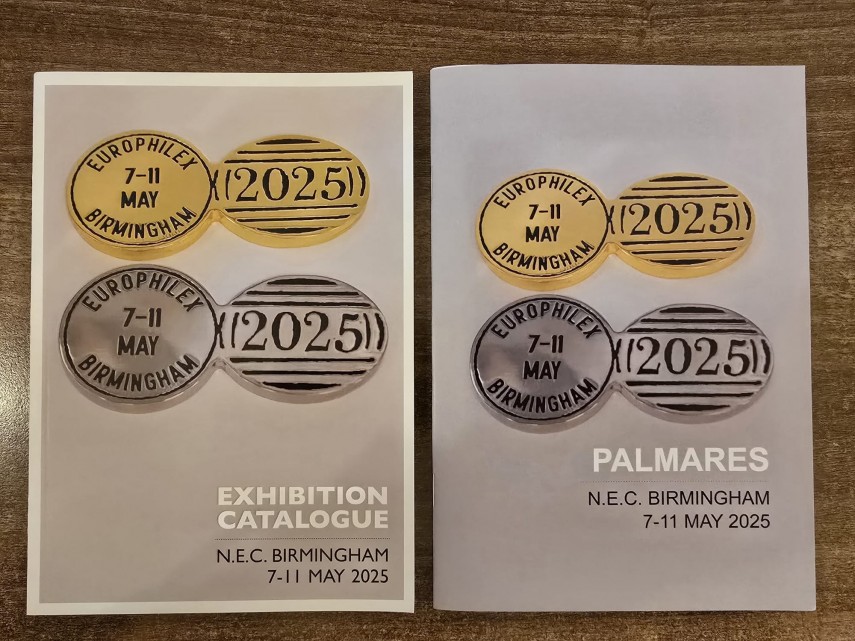 EUROPHILEX
7-11
MAY
BIRMINGHAM
((2025))
EUROPHILEX
7-11
MAY
BIRMINGHAM
((2025))
EXHIBITION
CATALOGUE
N.E.C. BIRMINGHAM
7-11 MAY 2025
EUROPHILEX
7-11
MAY
BIRMINGHAM
((2025))
EUROPHILEX
7-11
MAY
BIRMINGHAM
((2025))
PALMARES
N.E.C. BIRMINGHAM
7-11 MAY 2025